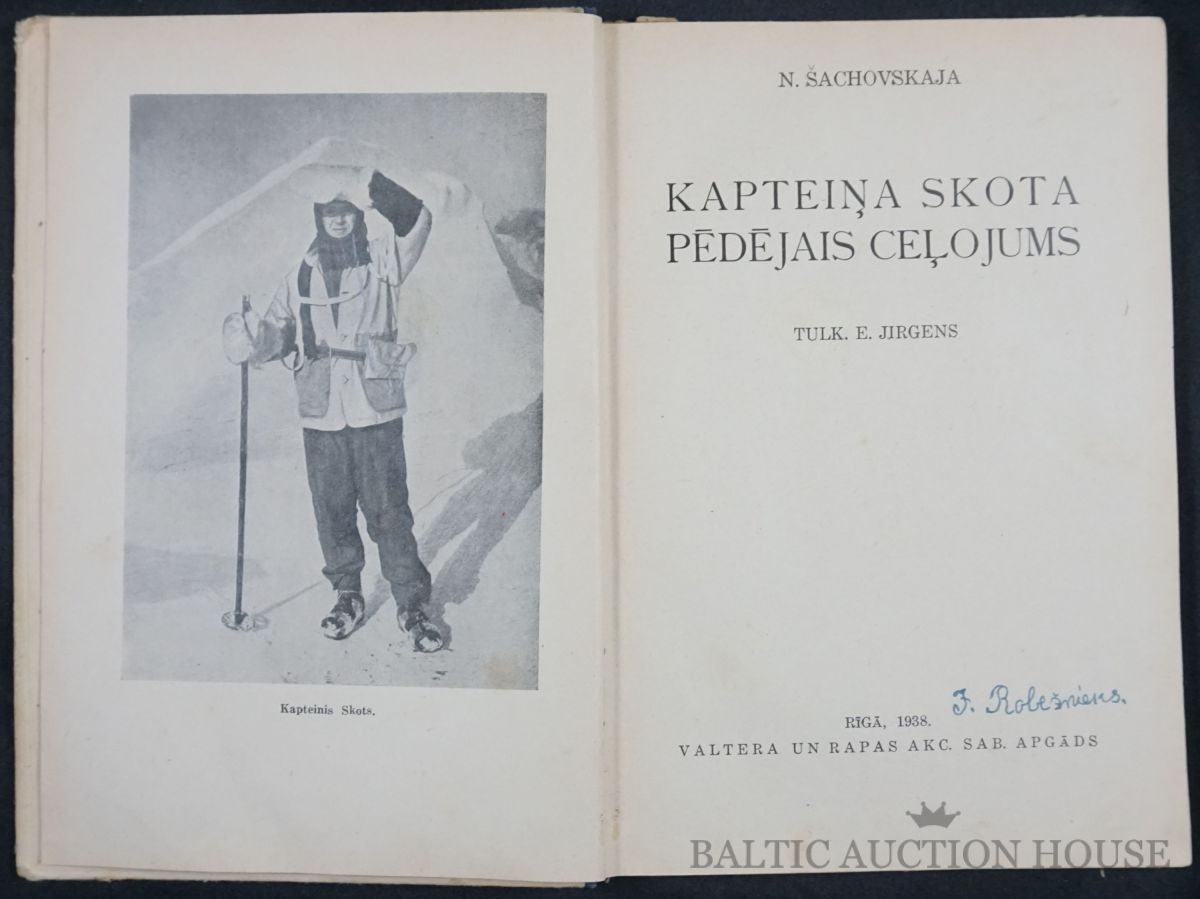 Kapteinis Skots.
N. ŠACHOVSKAJA
KAPTEIŅA SKOTA
PĒDĒJAIS CEĻOJUMS
TULK. E. JIRGENS
F. Robežnieks.
RĪGĀ, 1938.
VALTERA UN RAPAS AKC. SAB. APGĀDS
BALTIC AUCTION HOUSE